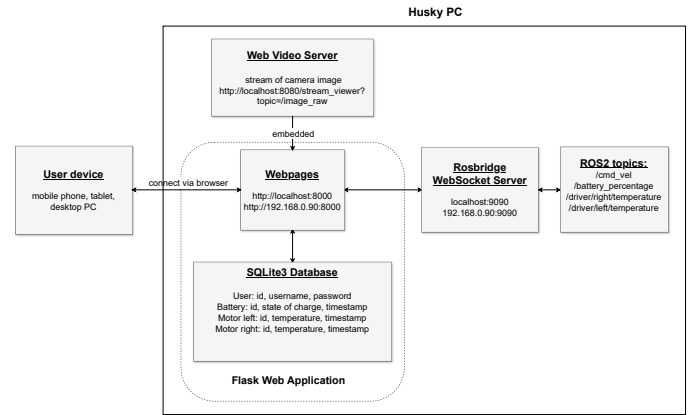 Husky PC
Web Video Server
stream of camera image
http://localhost:8080/stream_viewer?
topic=/image_raw
embedded
User device
mobile phone, tablet,
desktop PC
connect via browser
Webpages
http://localhost:8000
http://192.168.0.90:8000
Rosbridge
WebSocket Server
localhost:9090
192.168.0.90:9090
ROS2 topics:
/cmd_vel
/battery_percentage
/driver/right/temperature
/driver/left/temperature
SQLite3 Database
User: id, username, password
Battery: id, state of charge, timestamp
Motor left: id, temperature, timestamp
Motor right: id, temperature, timestamp
Flask Web Application